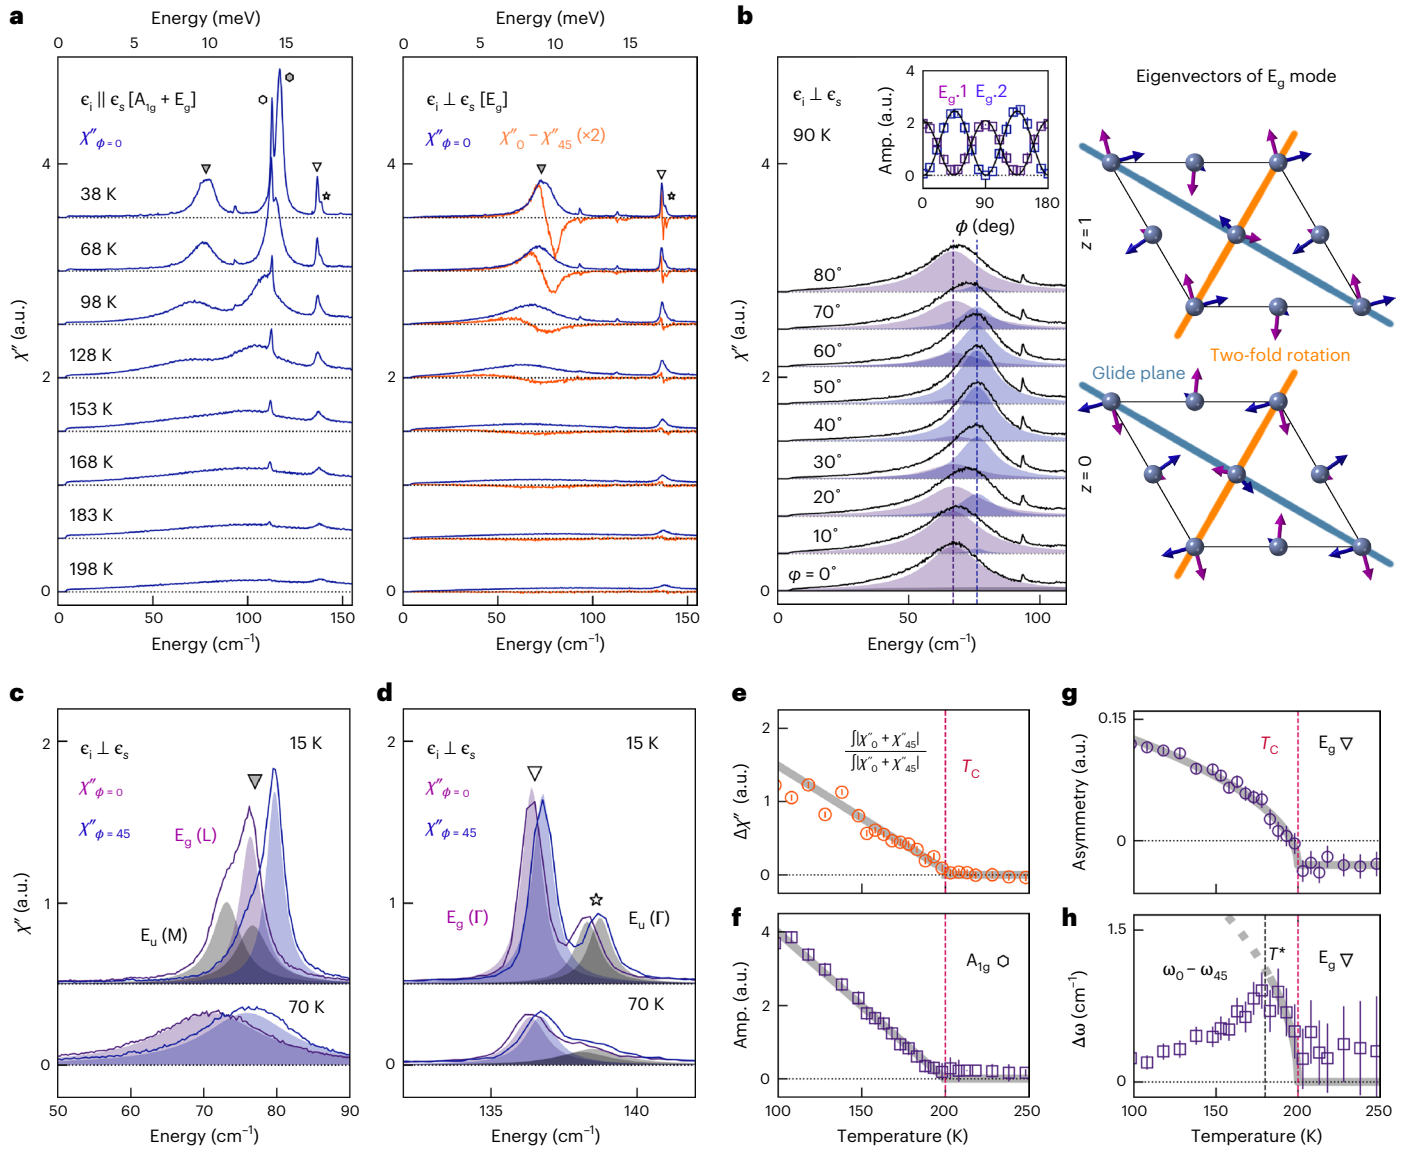 a
Energy (meV)
0 5 10 15
ϵi || ϵs [A1g + Eg]
χ″ϕ=0
38 K
68 K
98 K
128 K
153 K
168 K
183 K
198 K
4
2
0
χ″ (a.u.)
0 50 100 150
Energy (cm−1)
Energy (meV)
0 5 10 15
ϵi ⊥ ϵs [Eg]
χ″ϕ=0 χ″0 − χ″45 (×2)
4
2
0
0 50 100 150
Energy (cm−1)
b
ϵi ⊥ ϵs
90 K
4
2
0
Amp. (a.u.)
Eg.1 Eg.2
0 90 180
ϕ (deg)
80°
70°
60°
50°
40°
30°
20°
10°
φ = 0°
4
2
0
χ″ (a.u.)
50 100
Energy (cm−1)
Eigenvectors of Eg mode
z = 1
Two-fold rotation
Glide plane
z = 0
c
ϵi ⊥ ϵs
15 K
χ″ϕ=0
χ″ϕ=45
Eg (L)
Eu (M)
70 K
2
1
0
χ″ (a.u.)
50 60 70 80 90
Energy (cm−1)
d
ϵi ⊥ ϵs
15 K
χ″ϕ=0
χ″ϕ=45
Eg (Γ)
Eu (Γ)
70 K
2
1
0
135 140
Energy (cm−1)
e
∫|χ″0 + χ″45|
∫|χ″0 + χ″45|
TC
2
1
0
Δχ″ (a.u.)
f
A1g
4
2
0
Amp. (a.u.)
100 150 200 250
Temperature (K)
g
0.15
0
Asymmetry (a.u.)
TC
Eg
h
1.5
0
Δω (cm−1)
ω0 − ω45
T*
Eg
100 150 200 250
Temperature (K)